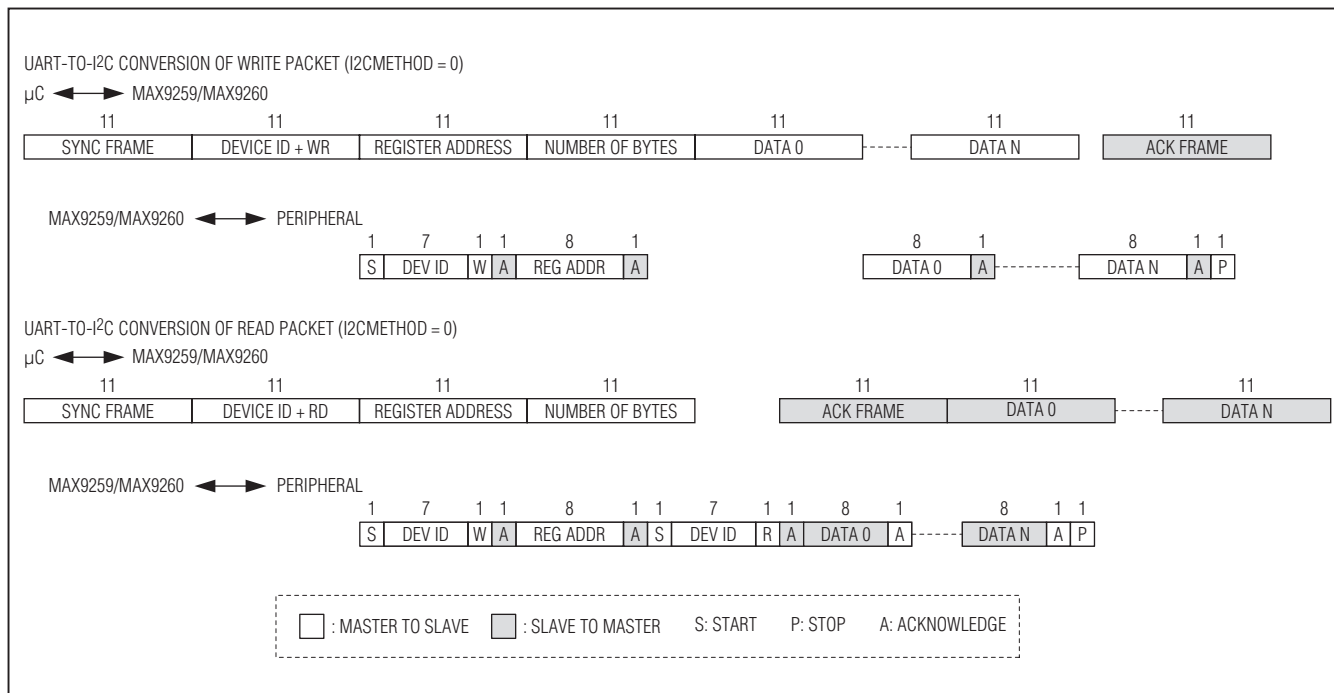 UART-TO-I²C CONVERSION OF WRITE PACKET (I2CMETHOD = 0)
µC MAX9259/MAX9260
11 11 11 11 11 11 11
SYNC FRAME DEVICE ID + WR REGISTER ADDRESS NUMBER OF BYTES DATA 0 DATA N ACK FRAME
MAX9259/MAX9260 PERIPHERAL
1 7 1 1 8 1 8 1 8 1 1
S DEV ID W A REG ADDR A DATA 0 A DATA N A P
UART-TO-I²C CONVERSION OF READ PACKET (I2CMETHOD = 0)
µC MAX9259/MAX9260
11 11 11 11 11 11 11
SYNC FRAME DEVICE ID + RD REGISTER ADDRESS NUMBER OF BYTES ACK FRAME DATA 0 DATA N
MAX9259/MAX9260 PERIPHERAL
1 7 1 1 8 1 1 7 1 1 8 1 8 1 1
S DEV ID W A REG ADDR A S DEV ID R A DATA 0 A DATA N A P
: MASTER TO SLAVE : SLAVE TO MASTER S: START P: STOP A: ACKNOWLEDGE